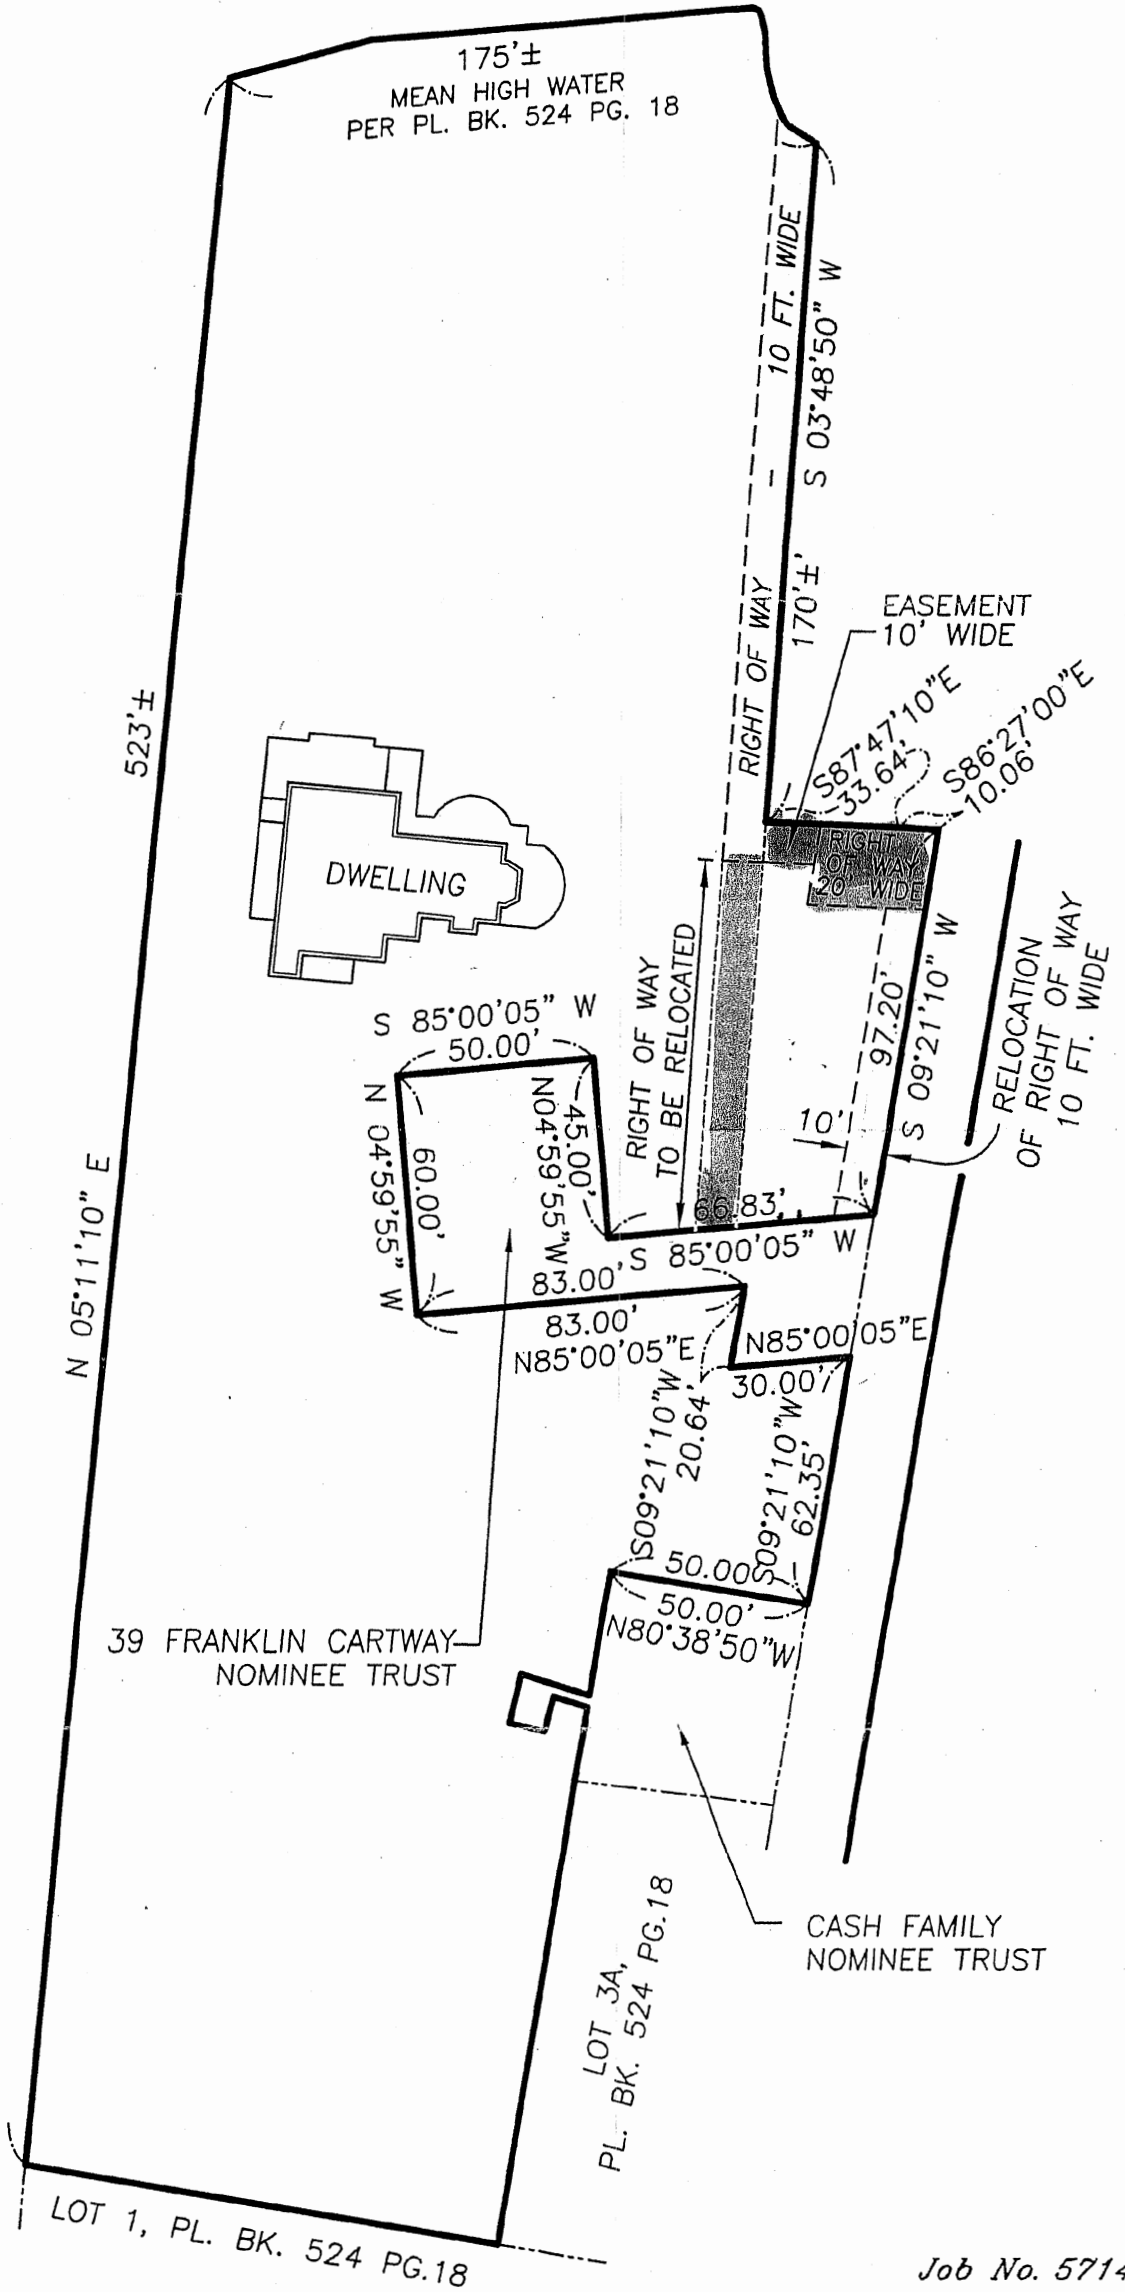 175'±
MEAN HIGH WATER
PER PL. BK. 524 PG. 18
10 FT. WIDE
-
RIGHT OF WAY
S 03°48'50" W
170'±'
EASEMENT
10' WIDE
S87°47'10"E
33.64'
S86°27'00"E
10.06'
RIGHT
OF WAY
20' WIDE
523'±
N 05°11'10" E
DWELLING
RIGHT OF WAY
TO BE RELOCATED
97.20'
S 09°21'10" W
RELOCATION
OF RIGHT OF WAY
10 FT. WIDE
10'
S 85°00'05" W
50.00'
N 04°59'55" W
60.00'
45.00'
N04°59'55"W
66.83'
S 85°00'05" W
83.00'
83.00'
N85°00'05"E
N85°00'05"E
30.00'
S09°21'10"W
20.64'
S09°21'10"W
62.35'
50.00'
50.00'
N80°38'50"W
39 FRANKLIN CARTWAY
NOMINEE TRUST
CASH FAMILY
NOMINEE TRUST
LOT 3A,
PL. BK. 524 PG.18
LOT 1, PL. BK. 524 PG.18
Job No. 5714